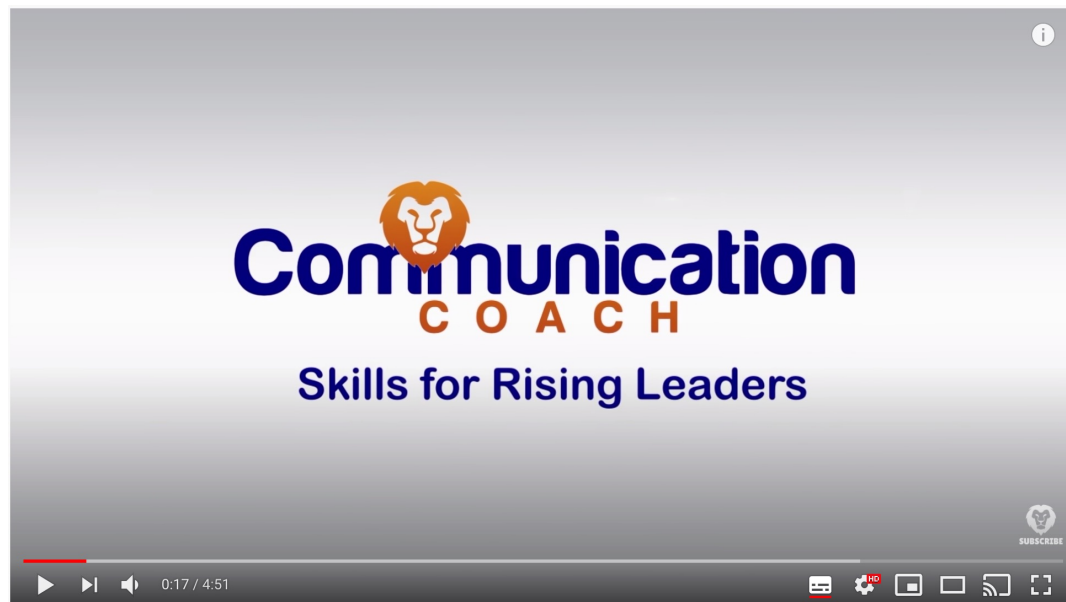 Communication
COACH
Skills for Rising Leaders
SUBSCRIBE
0:17 / 4:51
HD